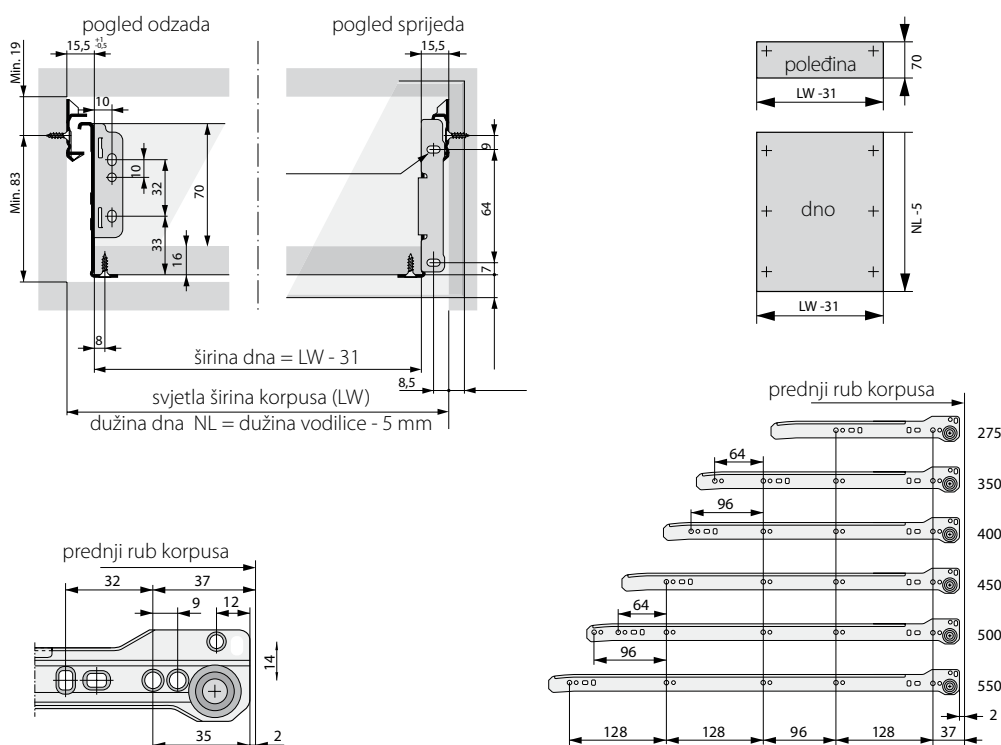 pogled odzada
pogled sprijeda
15,5 +1 -0,5
15,5
Min. 19
10
10
32
70
9
64
Min. 83
33
16
7
8
širina dna = LW - 31
8,5
svjetla širina korpusa (LW)
dužina dna NL = dužina vodilice - 5 mm
poleđina
70
LW -31
dno
NL -5
LW -31
prednji rub korpusa
275
64
350
96
400
450
64
500
96
550
2
128
128
96
128
37
prednji rub korpusa
32
37
9
12
14
35
2